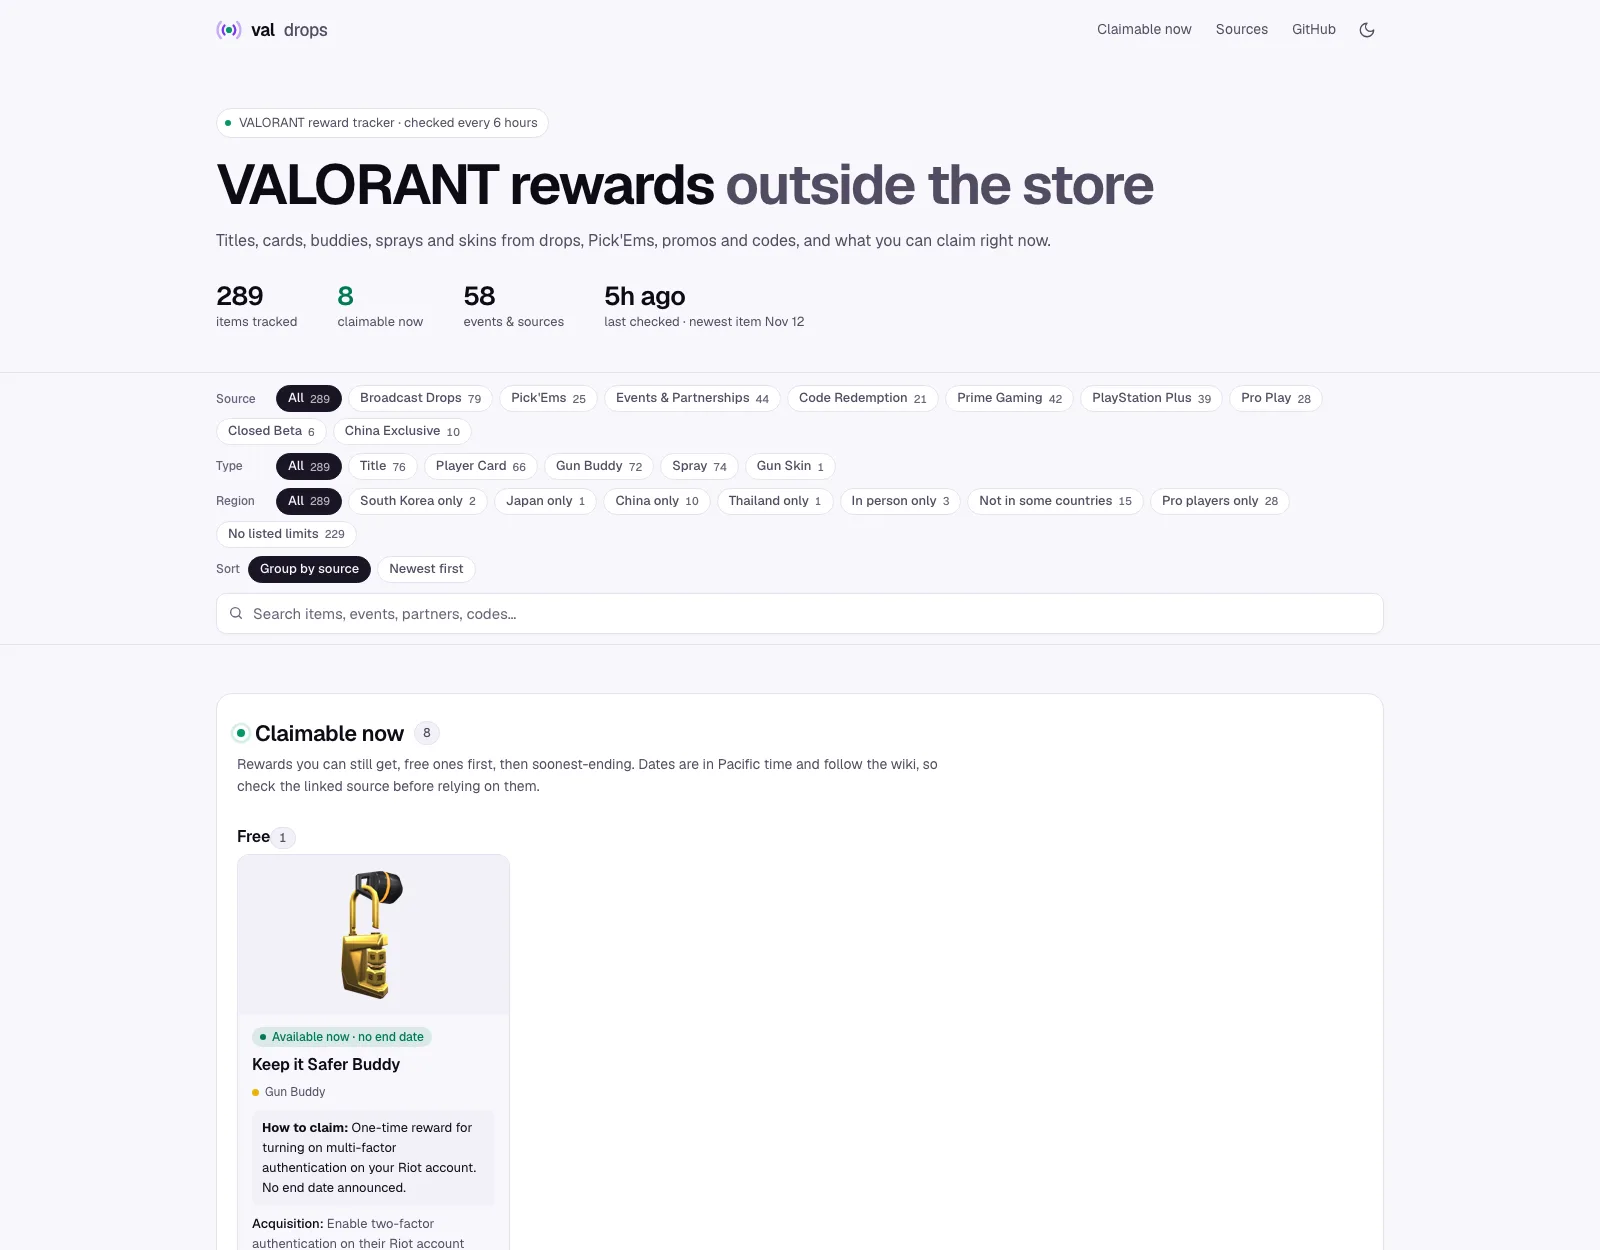 val drops
Claimable now
Sources
GitHub
VALORANT reward tracker · checked every 6 hours
VALORANT rewards outside the store
Titles, cards, buddies, sprays and skins from drops, Pick'Ems, promos and codes, and what you can claim right now.
289
items tracked
8
claimable now
58
events & sources
5h ago
last checked · newest item Nov 12
Source All 289 Broadcast Drops 79 Pick'Ems 25 Events & Partnerships 44 Code Redemption 21 Prime Gaming 42 PlayStation Plus 39 Pro Play 28
Closed Beta 6 China Exclusive 10
Type All 289 Title 76 Player Card 66 Gun Buddy 72 Spray 74 Gun Skin 1
Region All 289 South Korea only 2 Japan only 1 China only 10 Thailand only 1 In person only 3 Not in some countries 15 Pro players only 28
No listed limits 229
Sort Group by source Newest first
Search items, events, partners, codes...
Claimable now 8
Rewards you can still get, free ones first, then soonest-ending. Dates are in Pacific time and follow the wiki, so
check the linked source before relying on them.
Free 1
Available now · no end date
Keep it Safer Buddy
Gun Buddy
How to claim: One-time reward for
turning on multi-factor
authentication on your Riot account.
No end date announced.
Acquisition: Enable two-factor
authentication on their Riot account